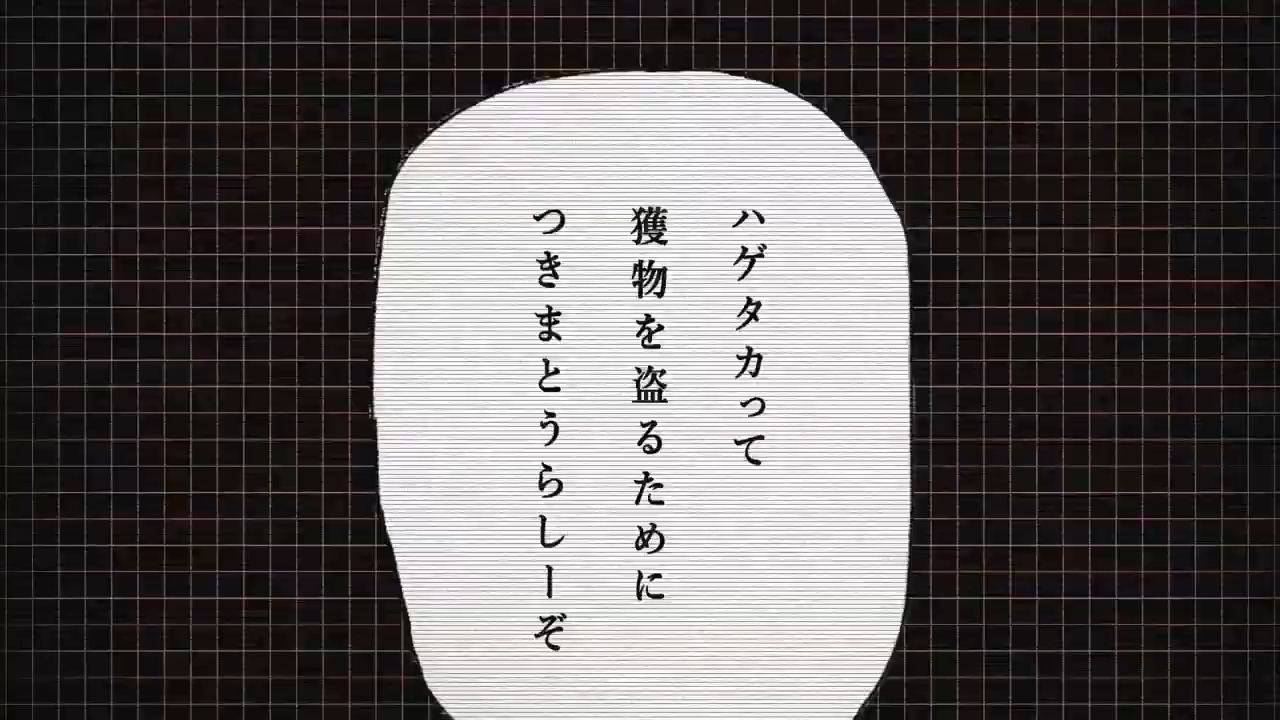 ハゲタカって
獲物を盗るために
つきまとうらしーぞ